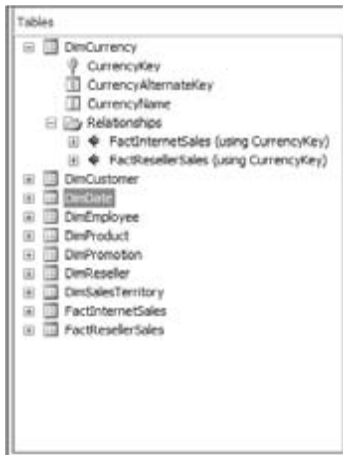 Tables
DimCurrency
CurrencyKey
CurrencyAlternateKey
CurrencyName
Relationships
FactInternetSales (using CurrencyKey)
FactResellerSales (using CurrencyKey)
DimCustomer
DimDate
DimEmployee
DimProduct
DimPromotion
DimReseller
DimSalesTerritory
FactInternetSales
FactResellerSales